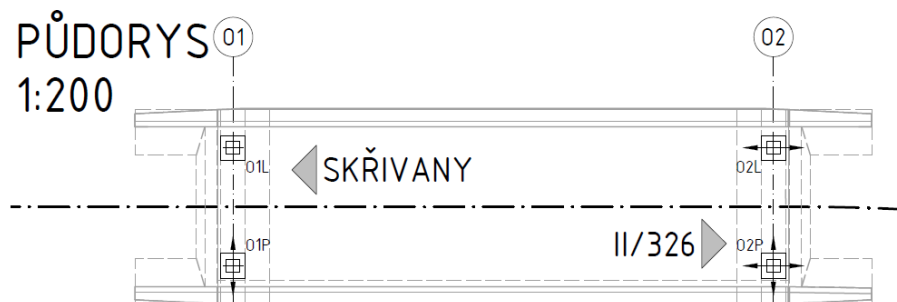 PŮDORYS
1:200
01
02
01L
SKŘIVANY
02L
01P
II/326
02P